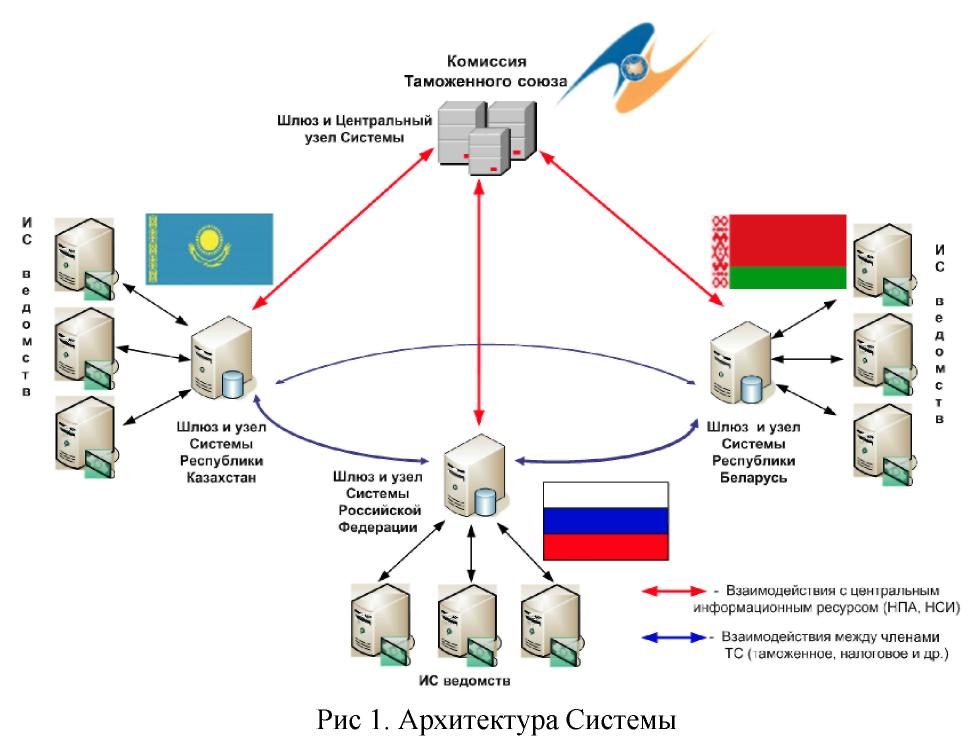 Комиссия
Таможенного союза
Шлюз и Центральный
узел Системы
ИС ведомств
ИС ведомств
Шлюз и узел
Системы
Республики
Казахстан
Шлюз и узел
Системы
Республики
Беларусь
Шлюз и узел
Системы
Российской
Федерации
ИС ведомств
- Взаимодействия с центральным
информационным ресурсом (НПА, НСИ)
- Взаимодействия между членами
ТС (таможенное, налоговое и др.)
Рис 1. Архитектура Системы